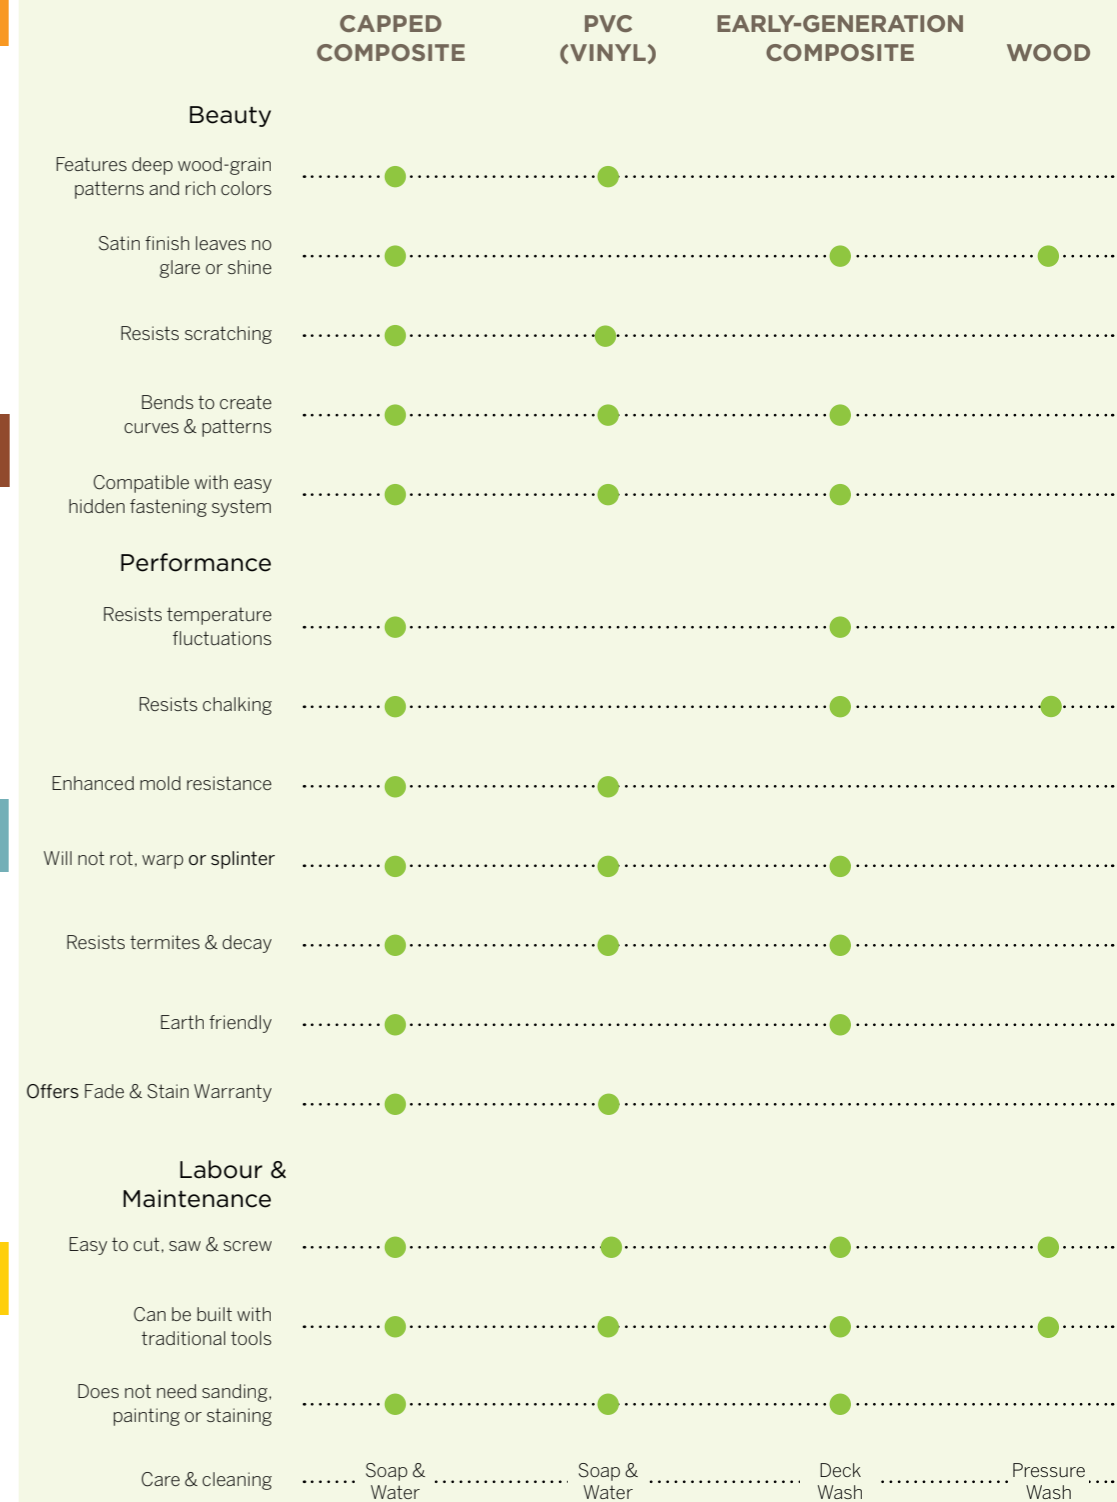 CAPPED COMPOSITE
PVC (VINYL)
EARLY-GENERATION COMPOSITE
WOOD
Beauty
Features deep wood-grain
patterns and rich colors
Satin finish leaves no
glare or shine
Resists scratching
Bends to create
curves & patterns
Compatible with easy
hidden fastening system
Performance
Resists temperature
fluctuations
Resists chalking
Enhanced mold resistance
Will not rot, warp or splinter
Resists termites & decay
Earth friendly
Offers Fade & Stain Warranty
Labour &
Maintenance
Easy to cut, saw & screw
Can be built with
traditional tools
Does not need sanding,
painting or staining
Care & cleaning
Soap &
Water
Soap &
Water
Deck
Wash
Pressure
Wash